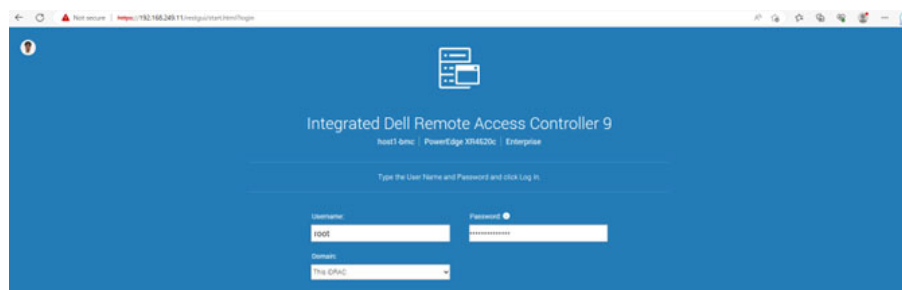 Not secure | https://192.168.249.11/restgui/start.html?login
Integrated Dell Remote Access Controller 9
host1-bmc | PowerEdge XR4520c | Enterprise
Type the User Name and Password and click Log In.
Username: Password:
root ••••••••••••••
Domain:
This iDRAC